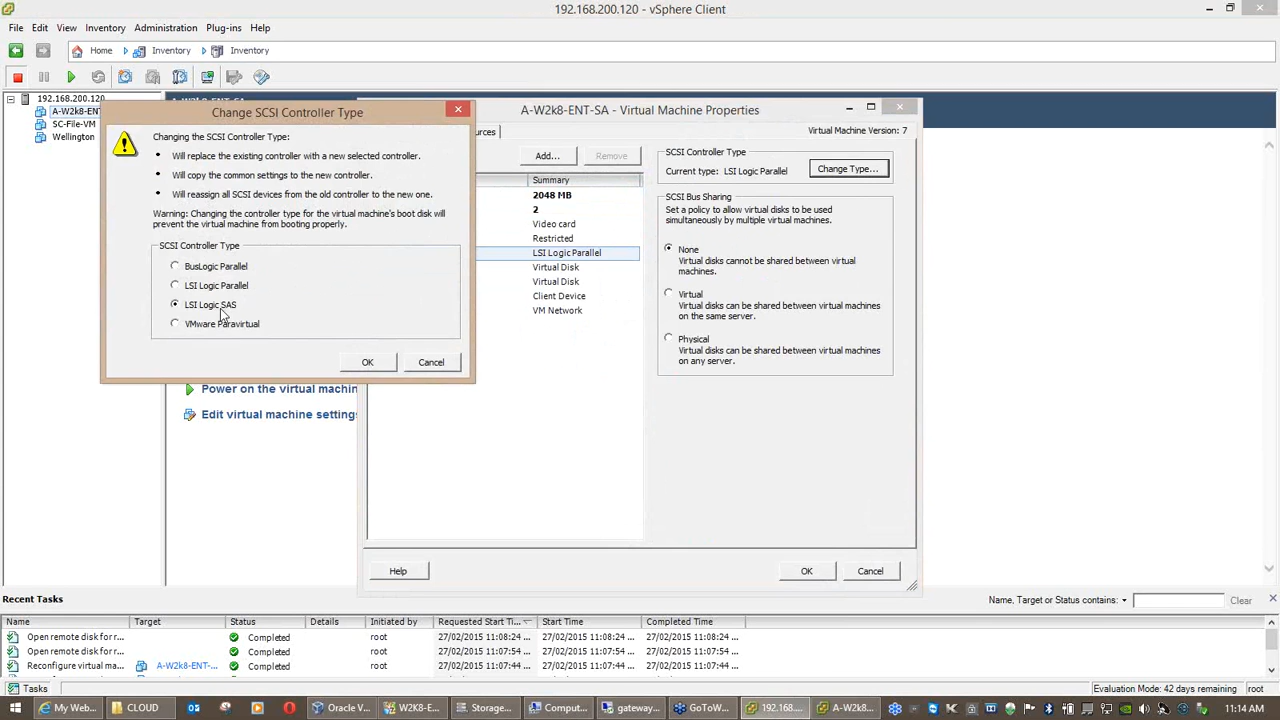 192.168.200.120 - vSphere Client
File Edit View Inventory Administration Plug-ins Help
Home Inventory Inventory
192.168.200.120
A-W2k8-ENT
SC-File-VM
Wellington
Change SCSI Controller Type
Changing the SCSI Controller Type:
• Will replace the existing controller with a new selected controller.
• Will copy the common settings to the new controller.
• Will reassign all SCSI devices from the old controller to the new one.
Warning: Changing the controller type for the virtual machine's boot disk will
prevent the virtual machine from booting properly.
SCSI Controller Type
BusLogic Parallel
LSI Logic Parallel
LSI Logic SAS
VMware Paravirtual
OK Cancel
Power on the virtual machin
Edit virtual machine settings
A-W2k8-ENT-SA - Virtual Machine Properties
urces
Virtual Machine Version: 7
Add... Remove
Summary
2048 MB
2
Video card
Restricted
LSI Logic Parallel
Virtual Disk
Virtual Disk
Client Device
VM Network
SCSI Controller Type
Current type: LSI Logic Parallel Change Type...
SCSI Bus Sharing
Set a policy to allow virtual disks to be used
simultaneously by multiple virtual machines.
None
Virtual disks cannot be shared between virtual
machines.
Virtual
Virtual disks can be shared between virtual machines
on the same server.
Physical
Virtual disks can be shared between virtual machines
on any server.
Help OK Cancel
Recent Tasks
Name, Target or Status contains: Clear
Name Target Status Details Initiated by Requested Start Ti... Start Time Completed Time
Open remote disk for r... Completed root 27/02/2015 11:08:24 27/02/2015 11:08:24 27/02/2015 11:08:24
Open remote disk for r... Completed root 27/02/2015 11:07:54 27/02/2015 11:07:54 27/02/2015 11:07:54
Reconfigure virtual ma... A-W2k8-ENT-... Completed root 27/02/2015 11:07:44 27/02/2015 11:07:44 27/02/2015 11:07:44
Tasks Evaluation Mode: 42 days remaining root
My Web... CLOUD Oracle V... W2K8-E... Storage... Comput... gateway... GoToW... 192.168.... A-W2k8... 11:14 AM